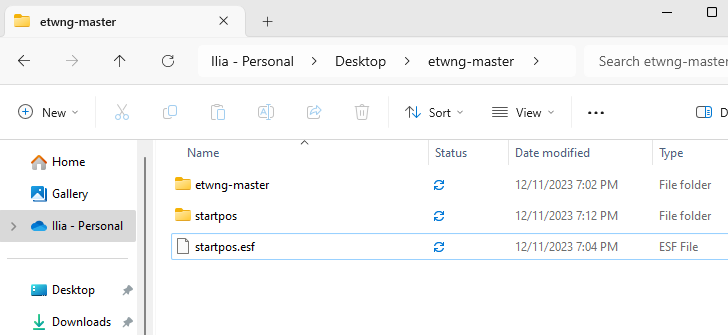 etwng-master
Ilia - Personal > Desktop > etwng-master >
Search etwng-master
New
Sort
View
D
Home
Gallery
Ilia - Personal
Desktop
Downloads
Name Status Date modified Type
etwng-master 12/11/2023 7:02 PM File folder
startpos 12/11/2023 7:12 PM File folder
startpos.esf 12/11/2023 7:04 PM ESF File